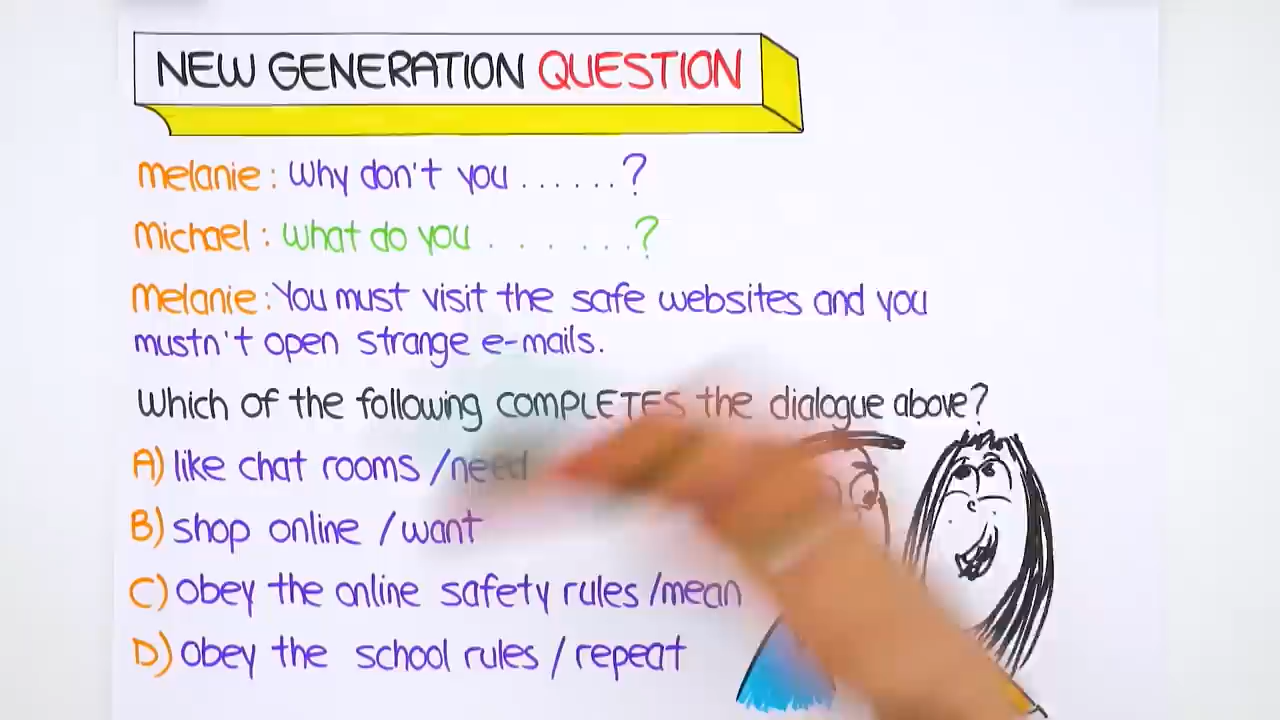 NEW GENERATION QUESTION
melanie : Why don't you ......?
michael : what do you . . . . . .?
melanie : You must visit the safe websites and you
mustn't open strange e-mails.
Which of the following COMPLETES the dialogue above?
A) like chat rooms /need
B) shop online / want
C) obey the online safety rules /mean
D) obey the school rules / repeat